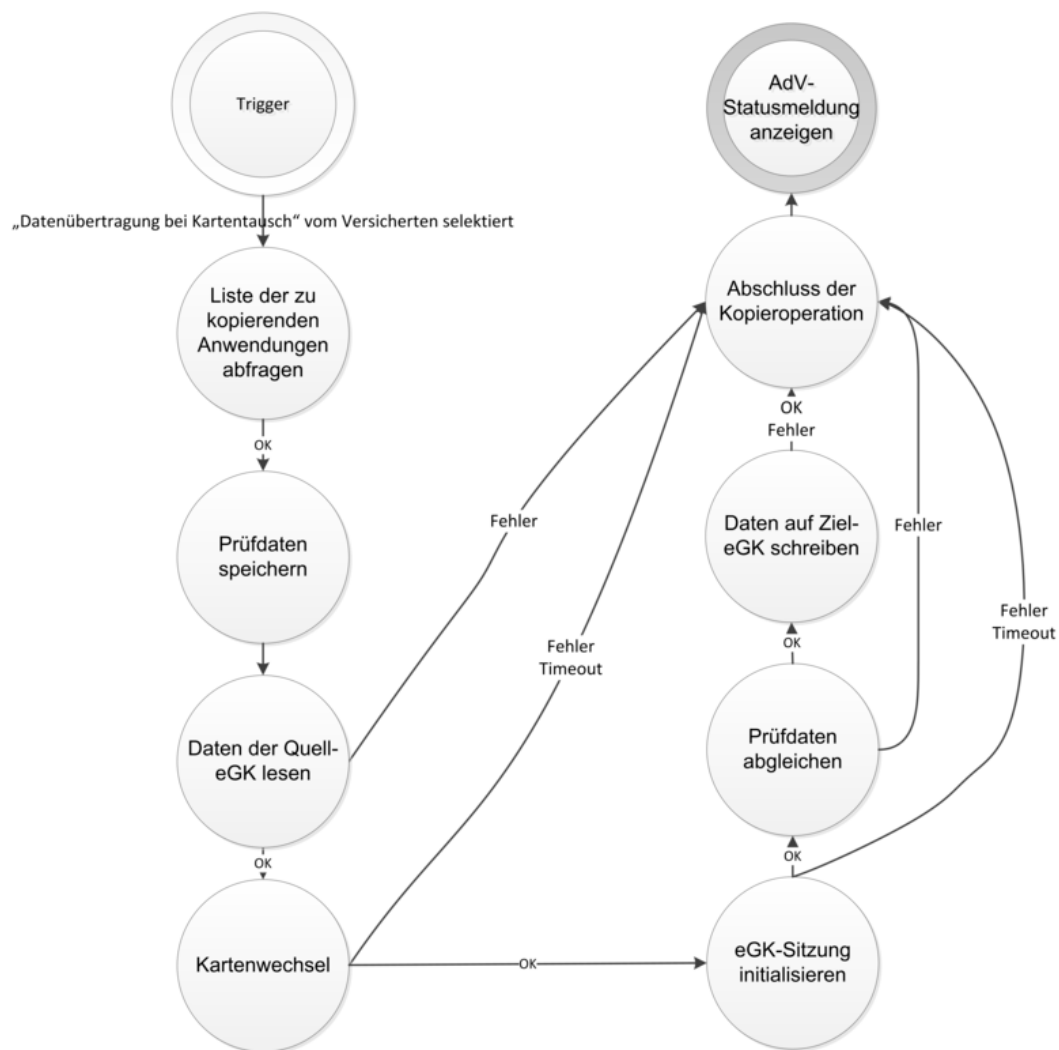 Trigger
„Datenübertragung bei Kartentausch“ vom Versicherten selektiert
Liste der zu
kopierenden
Anwendungen
abfragen
OK
Prüfdaten
speichern
Daten der Quell-
eGK lesen
OK
Kartenwechsel
Fehler
Fehler
Timeout
OK
eGK-Sitzung
initialisieren
OK
Prüfdaten
abgleichen
OK
Daten auf Ziel-
eGK schreiben
OK
Fehler
Fehler
Fehler
Timeout
Abschluss der
Kopieroperation
AdV-
Statusmeldung
anzeigen